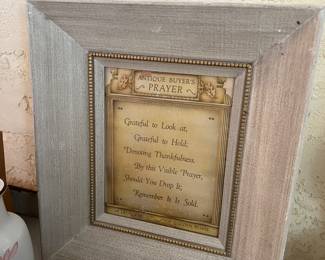 ANTIQUE BUYER'S
PRAYER
Grateful to Look at,
Grateful to Hold;
Denoting Thankfulness,
By this Visible Prayer,
Should You Drop It,
Remember It Is Sold.